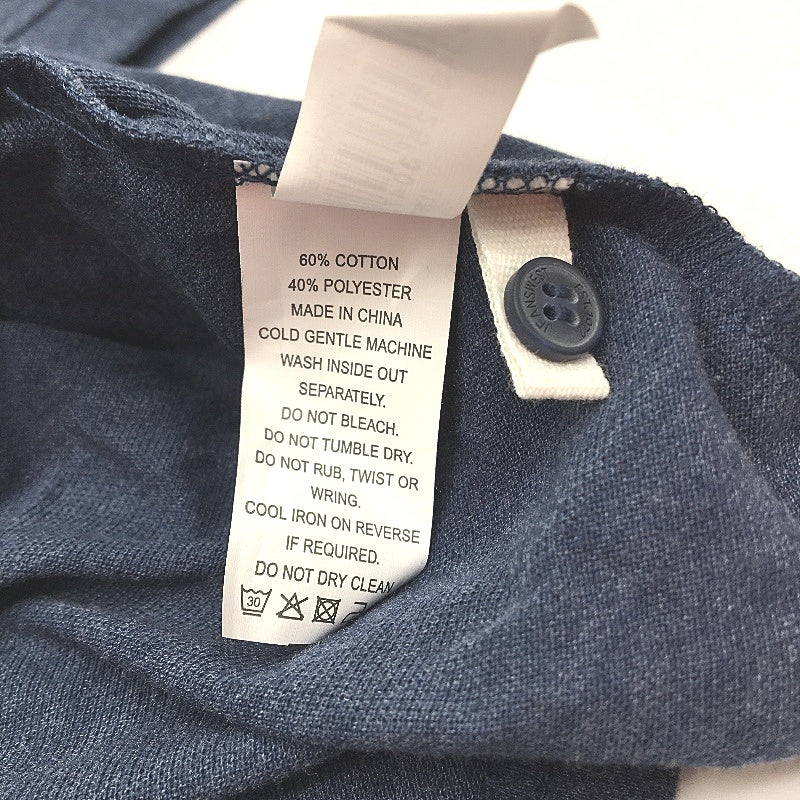 60% COTTON
40% POLYESTER
MADE IN CHINA
COLD GENTLE MACHINE
WASH INSIDE OUT
SEPARATELY.
DO NOT BLEACH.
DO NOT TUMBLE DRY.
DO NOT RUB, TWIST OR
WRING.
COOL IRON ON REVERSE
IF REQUIRED.
DO NOT DRY CLEAN
30
JEANSWEST
EST.